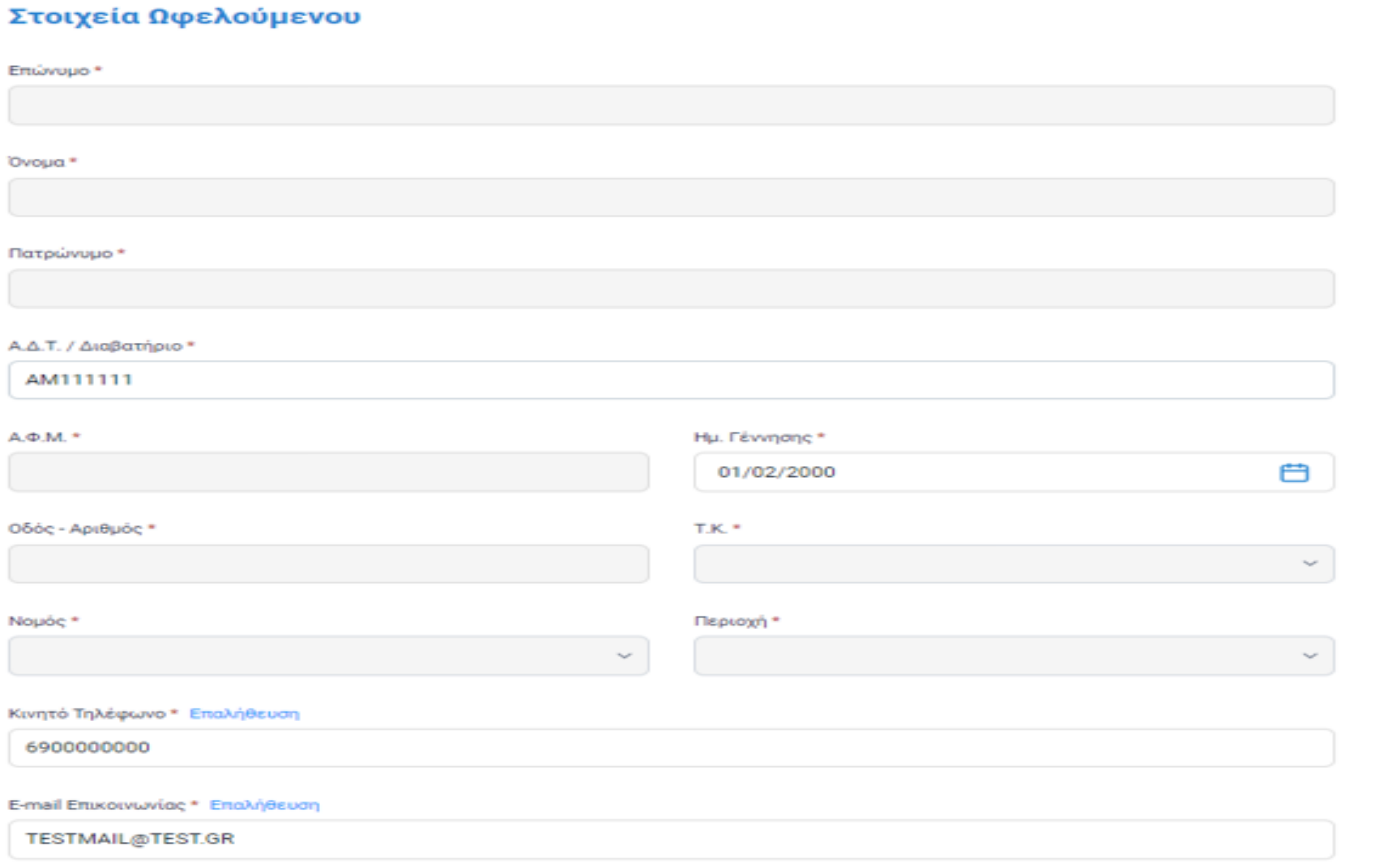 Στοιχεία Ωφελούμενου
Επώνυμο *
Όνομα *
Πατρώνυμο *
Α.Δ.Τ. / Διαβατήριο *
AM111111
Α.Φ.Μ. * Ημ. Γέννησης *
01/02/2000
Οδός - Αριθμός * Τ.Κ. *
Νομός * Περιοχή *
Κινητό Τηλέφωνο * Επαλήθευση
6900000000
E-mail Επικοινωνίας * Επαλήθευση
TESTMAIL@TEST.GR